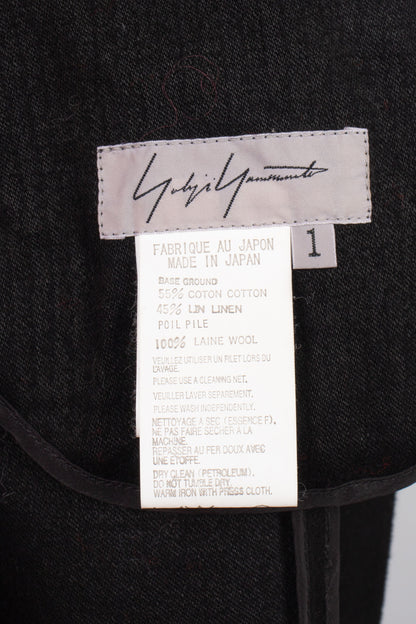 Yohji Yamamoto
1
FABRIQUE AU JAPON
MADE IN JAPAN
BASE GROUND
55% COTON COTTON
45% LIN LINEN
POIL PILE
100% LAINE WOOL
VEUILLEZ UTILISER UN FILET LORS DU
LAVAGE.
PLEASE USE A CLEANING NET.
VEUILLER LAVER SEPAREMENT.
PLEASE WASH INDEPENDENTLY.
NETTOYAGE A SEC (ESSENCE F),
NE PAS FAIRE SÉCHER À LA
MACHINE.
REPASSER AU FER DOUX AVEC
UNE ETOFFE.
DRY CLEAN (PETROLEUM).
DO NOT TUMBLE DRY.
WARM IRON WITH PRESS CLOTH.